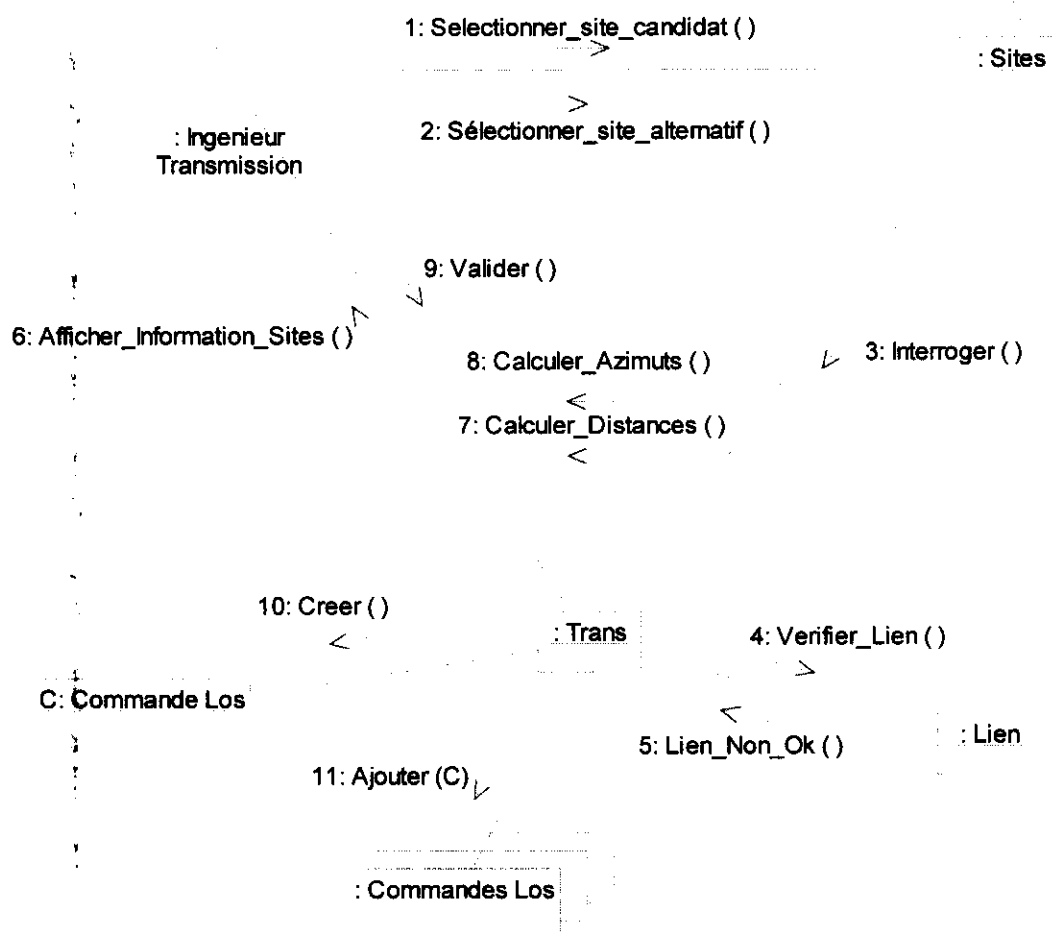 1: Selectionner_site_candidat ( )
: Sites
2: Sélectionner_site_alternatif ( )
: Ingenieur
Transmission
9: Valider ( )
6: Afficher_Information_Sites ( )
8: Calculer_Azimuts ( )
3: Interroger ( )
7: Calculer_Distances ( )
10: Creer ( )
: Trans
4: Verifier_Lien ( )
C: Commande Los
5: Lien_Non_Ok ( )
: Lien
11: Ajouter (C)
: Commandes Los